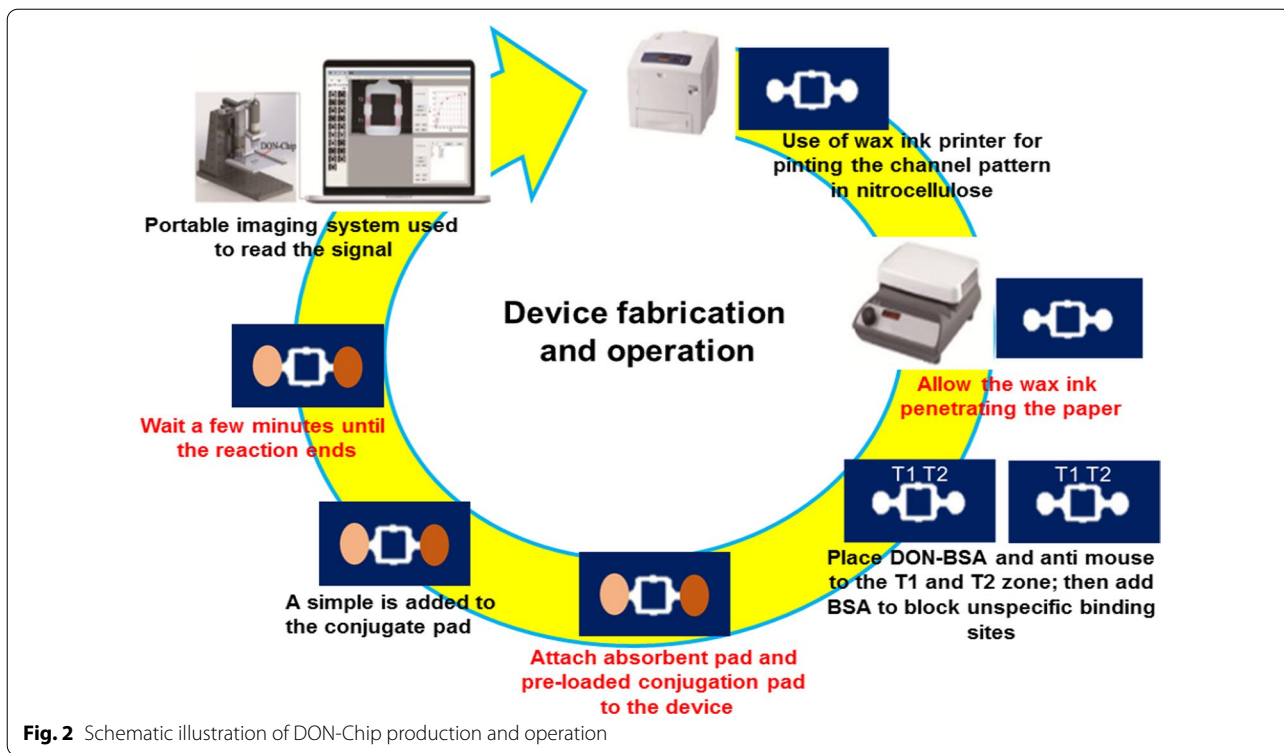 Use of wax ink printer for
pinting the channel pattern
in nitrocellulose
Allow the wax ink
penetrating the paper
T1 T2
T1 T2
Place DON-BSA and anti mouse
to the T1 and T2 zone; then add
BSA to block unspecific binding
sites
Attach absorbent pad and
pre-loaded conjugation pad
to the device
A simple is added to
the conjugate pad
Wait a few minutes until
the reaction ends
DON-Chip
Portable imaging system used
to read the signal
Device fabrication
and operation
Fig. 2 Schematic illustration of DON-Chip production and operation